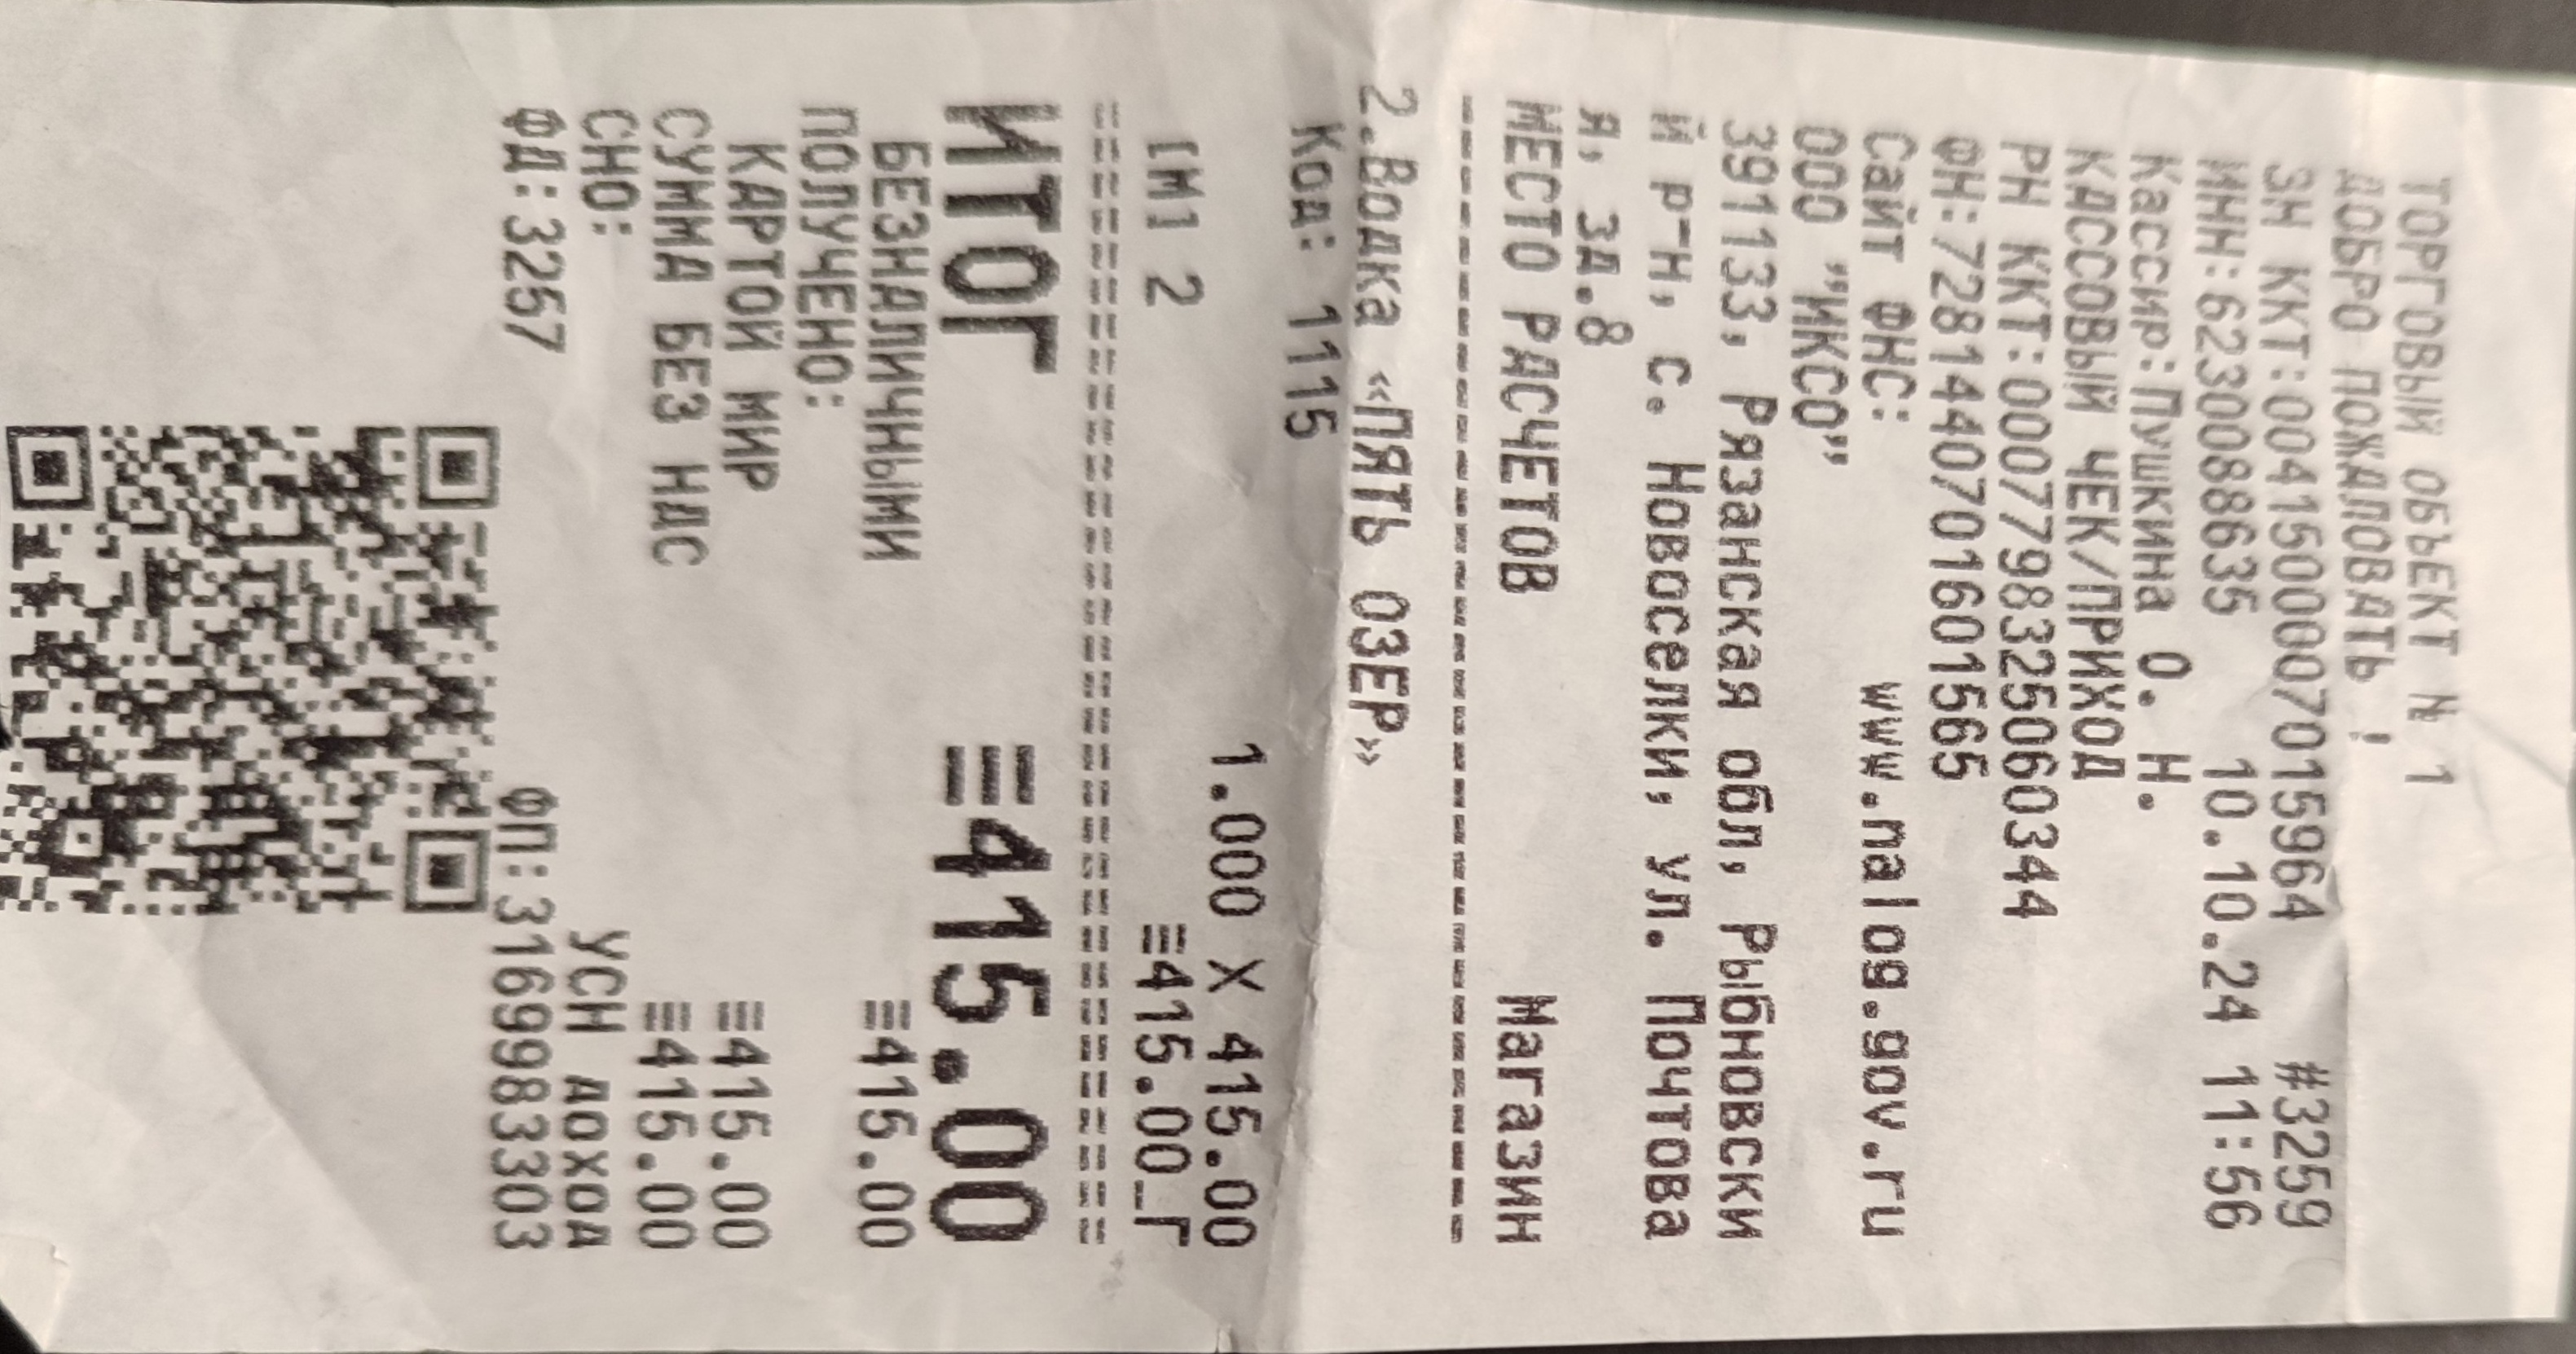 ТОРГОВЫЙ ОБЪЕКТ N 1
ДОБРО ПОЖАЛОВАТЬ !
ЗН ККТ:0041500007015964 #3259
ИНН:6230088635 10.10.24 11:56
Кассир:Пушкина О. Н.
КАССОВЫЙ ЧЕК/ПРИХОД
РН ККТ:0007798325060344
ФН:7281440701601565
Сайт ФНС: www.nalog.gov.ru
ООО "ИКСО"
391133, Рязанская обл, Рыбновски
й р-н, с. Новоселки, ул. Почтова
я, зд.8
МЕСТО РАСЧЕТОВ Магазин
2.Водка «ПЯТЬ ОЗЕР»
Код: 1115
1.000 X 415.00
[М] 2 ≡415.00_Г
ИТОГ ≡415.00
БЕЗНАЛИЧНЫМИ ≡415.00
ПОЛУЧЕНО:
КАРТОЙ МИР ≡415.00
СУММА БЕЗ НДС ≡415.00
СНО: УСН ДОХОД
ФД:3257 ФП:3169983303